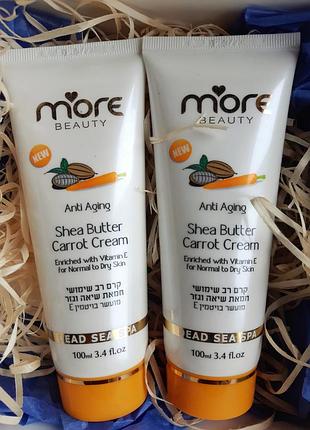 more
BEAUTY
NEW
Anti Aging
Shea Butter
Carrot Cream
Enriched with Vitamin E
for Normal to Dry Skin
קרם רב שימושי
חמאת שיאה וגזר
מועשר בויטמין E
DEAD SEA SPA
100ml 3.4 fl.oz
more
BEAUTY
NEW
Anti Aging
Shea Butter
Carrot Cream
Enriched with Vitamin E
for Normal to Dry Skin
קרם רב שימושי
חמאת שיאה וגזר
מועשר בויטמין E
DEAD SEA SPA
100ml 3.4 fl.oz